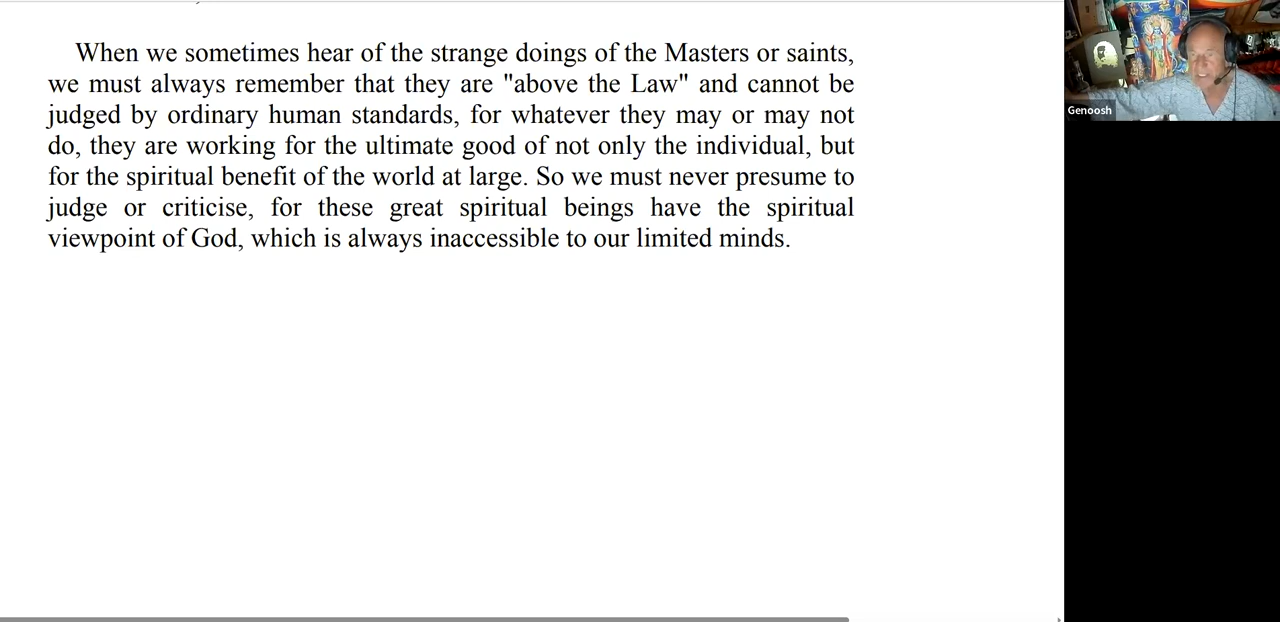 When we sometimes hear of the strange doings of the Masters or saints,
we must always remember that they are "above the Law" and cannot be
judged by ordinary human standards, for whatever they may or may not
do, they are working for the ultimate good of not only the individual, but
for the spiritual benefit of the world at large. So we must never presume to
judge or criticise, for these great spiritual beings have the spiritual
viewpoint of God, which is always inaccessible to our limited minds.
Genoosh